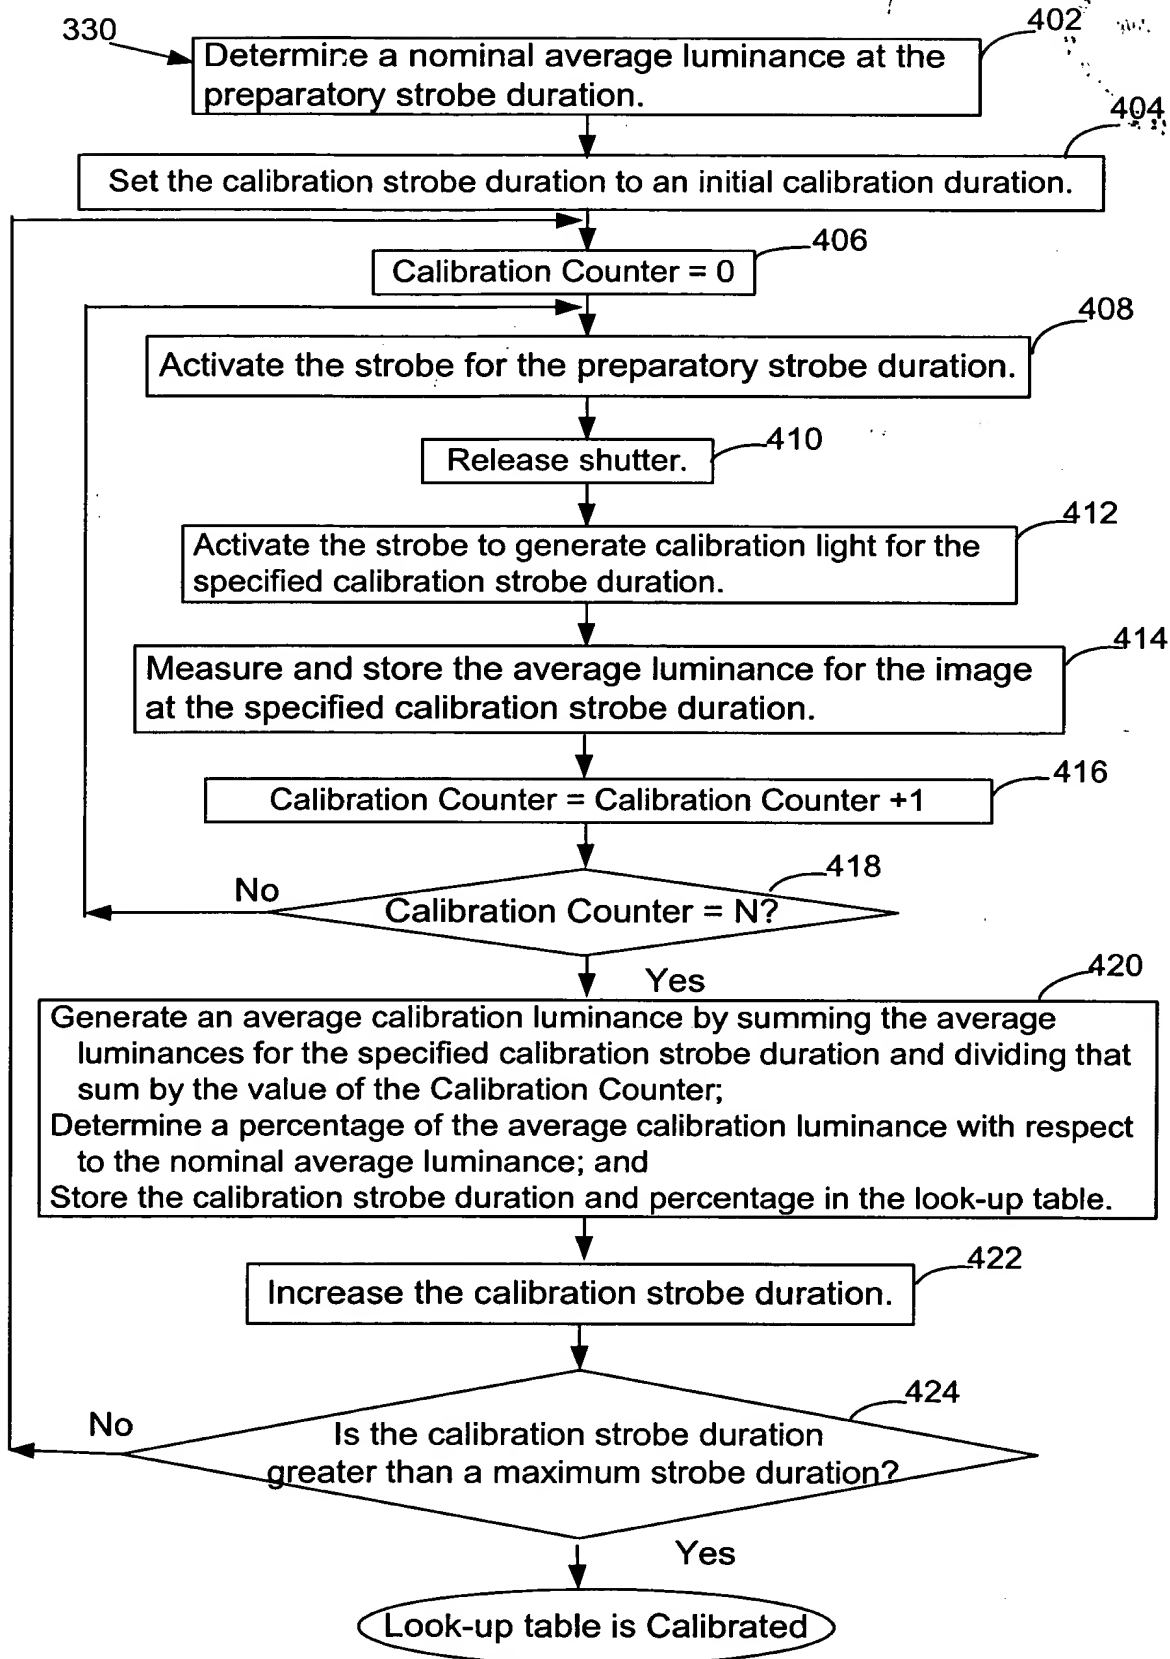 330
402
Determine a nominal average luminance at the
preparatory strobe duration.
404
Set the calibration strobe duration to an initial calibration duration.
406
Calibration Counter = 0
408
Activate the strobe for the preparatory strobe duration.
410
Release shutter.
412
Activate the strobe to generate calibration light for the
specified calibration strobe duration.
414
Measure and store the average luminance for the image
at the specified calibration strobe duration.
416
Calibration Counter = Calibration Counter +1
418
No
Calibration Counter = N?
Yes
420
Generate an average calibration luminance by summing the average
luminances for the specified calibration strobe duration and dividing that
sum by the value of the Calibration Counter;
Determine a percentage of the average calibration luminance with respect
to the nominal average luminance; and
Store the calibration strobe duration and percentage in the look-up table.
422
Increase the calibration strobe duration.
424
No
Is the calibration strobe duration
greater than a maximum strobe duration?
Yes
Look-up table is Calibrated